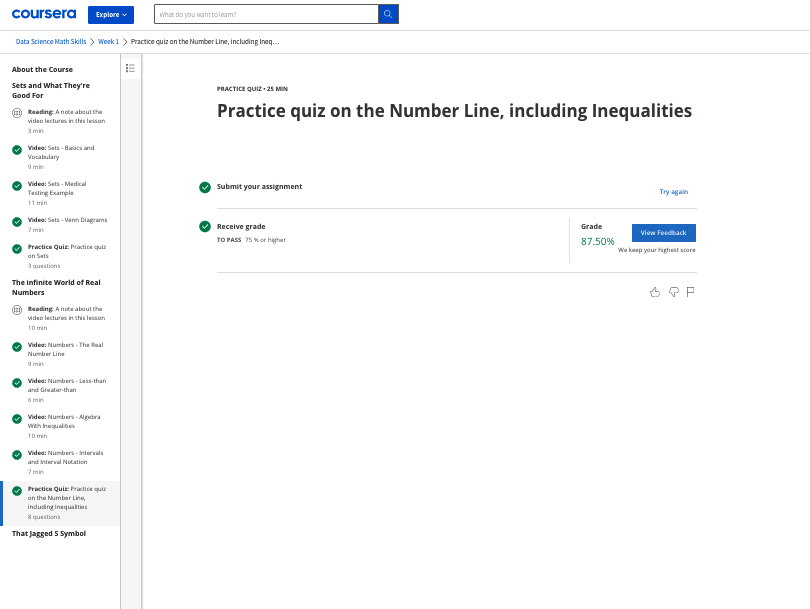 coursera
Explore
What do you want to learn?
Data Science Math Skills
Week 1
Practice quiz on the Number Line, including Ineq…
About the Course
Sets and What They're
Good For
Reading: A note about the
video lectures in this lesson
3 min
Video: Sets - Basics and
Vocabulary
9 min
Video: Sets - Medical
Testing Example
11 min
Video: Sets - Venn Diagrams
7 min
Practice Quiz: Practice quiz
on Sets
3 questions
The infinite World of Real
Numbers
Reading: A note about the
video lectures in this lesson
10 min
Video: Numbers - The Real
Number Line
9 min
Video: Numbers - Less-than
and Greater-than
6 min
Video: Numbers - Algebra
With Inequalities
10 min
Video: Numbers - Intervals
and Interval Notation
7 min
Practice Quiz: Practice quiz
on the Number Line,
including Inequalities
8 questions
That Jagged S Symbol
PRACTICE QUIZ • 25 MIN
Practice quiz on the Number Line, including Inequalities
Submit your assignment
Try again
Receive grade
TO PASS 75 % or higher
Grade
87.50%
View Feedback
We keep your highest score